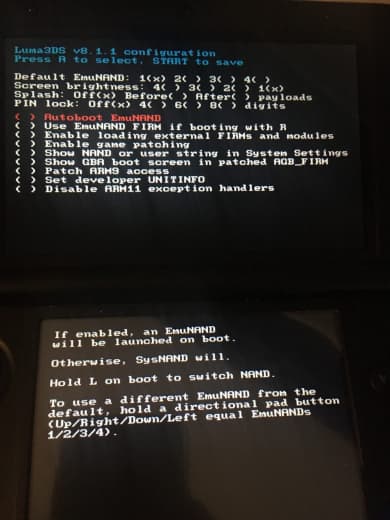 Luma3DS v8.1.1 configuration
Press A to select, START to save
Default EmuNAND: 1(x) 2( ) 3( ) 4( )
Screen brightness: 4( ) 3( ) 2( ) 1(x)
Splash: Off(x) Before( ) After( ) payloads
PIN lock: Off(x) 4( ) 6( ) 8( ) digits
( ) Autoboot EmuNAND
( ) Use EmuNAND FIRM if booting with R
( ) Enable loading external FIRMs and modules
( ) Enable game patching
( ) Show NAND or user string in System Settings
( ) Show GBA boot screen in patched AGB_FIRM
( ) Patch ARM9 access
( ) Set developer UNITINFO
( ) Disable ARM11 exception handlers
If enabled, an EmuNAND
will be launched on boot.
Otherwise, SysNAND will.
Hold L on boot to switch NAND.
To use a different EmuNAND from the
default, hold a directional pad button
(Up/Right/Down/Left equal EmuNANDs
1/2/3/4).